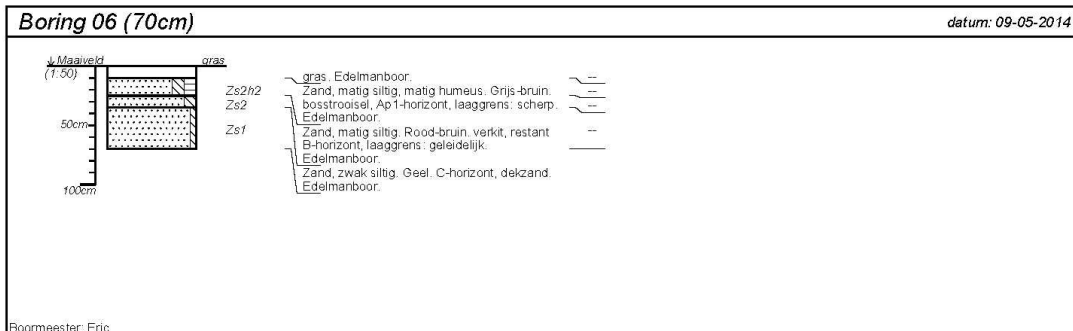 Boring 06 (70cm)
datum: 09-05-2014
↓ Maaiveld
gras
(1:50)
Zs2h2
Zs2
50cm
Zs1
100cm
gras. Edelmanboor.
Zand, matig siltig, matig humeus. Grijs-bruin.
bosstrooisel, Ap1-horizont, laaggrens: scherp.
Edelmanboor.
Zand, matig siltig. Rood-bruin. verkit, restant
B-horizont, laaggrens: geleidelijk.
Edelmanboor.
Zand, zwak siltig. Geel. C-horizont, dekzand.
Edelmanboor.
--
--
--
--
Boormeester: Eric